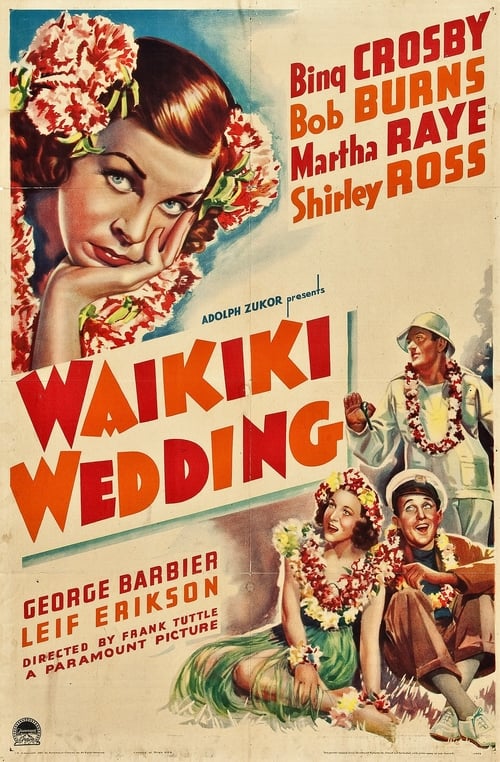 Bing CROSBY
Bob BURNS
Martha RAYE
Shirley ROSS
ADOLPH ZUKOR presents
WAIKIKI
WEDDING
GEORGE BARBIER
LEIF ERIKSON
DIRECTED BY FRANK TUTTLE
A PARAMOUNT PICTURE